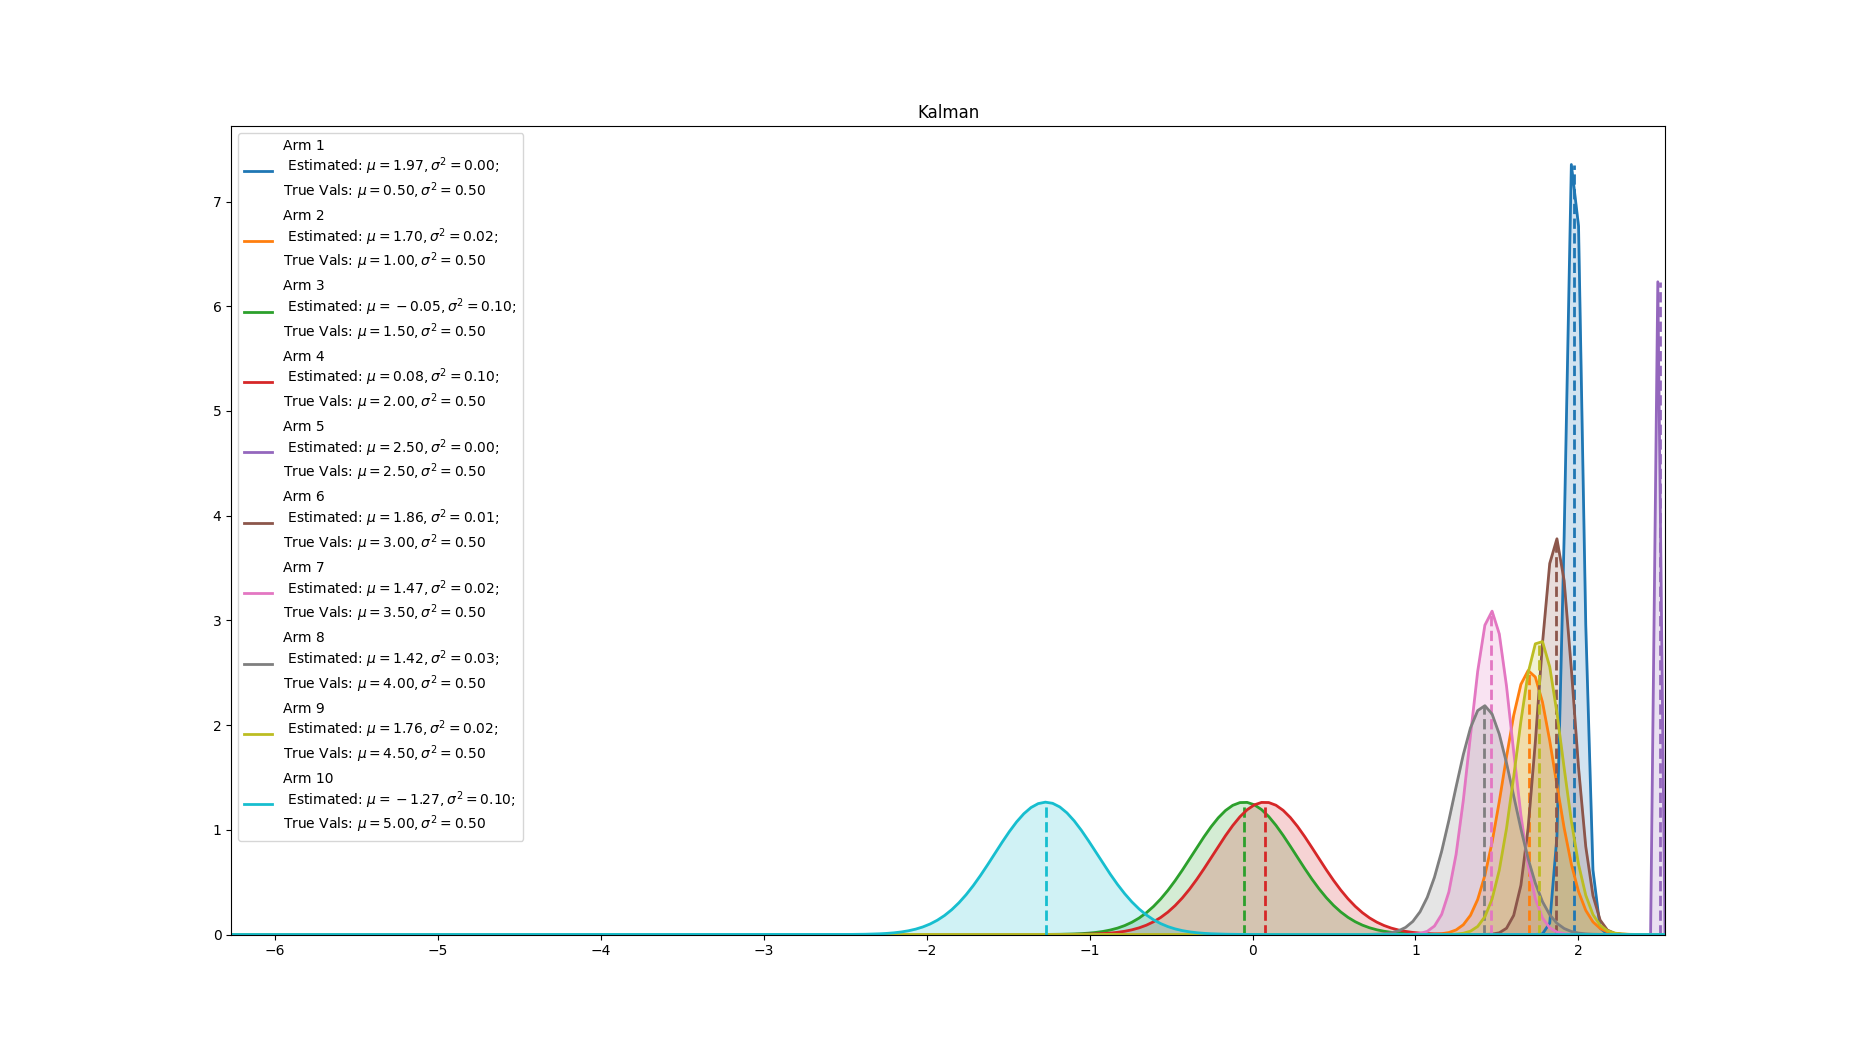 Kalman
Arm 1
Estimated: μ = 1.97, σ² = 0.00;
True Vals: μ = 0.50, σ² = 0.50
Arm 2
Estimated: μ = 1.70, σ² = 0.02;
True Vals: μ = 1.00, σ² = 0.50
Arm 3
Estimated: μ = −0.05, σ² = 0.10;
True Vals: μ = 1.50, σ² = 0.50
Arm 4
Estimated: μ = 0.08, σ² = 0.10;
True Vals: μ = 2.00, σ² = 0.50
Arm 5
Estimated: μ = 2.50, σ² = 0.00;
True Vals: μ = 2.50, σ² = 0.50
Arm 6
Estimated: μ = 1.86, σ² = 0.01;
True Vals: μ = 3.00, σ² = 0.50
Arm 7
Estimated: μ = 1.47, σ² = 0.02;
True Vals: μ = 3.50, σ² = 0.50
Arm 8
Estimated: μ = 1.42, σ² = 0.03;
True Vals: μ = 4.00, σ² = 0.50
Arm 9
Estimated: μ = 1.76, σ² = 0.02;
True Vals: μ = 4.50, σ² = 0.50
Arm 10
Estimated: μ = −1.27, σ² = 0.10;
True Vals: μ = 5.00, σ² = 0.50
7
6
5
4
3
2
1
0
−6 −5 −4 −3 −2 −1 0 1 2